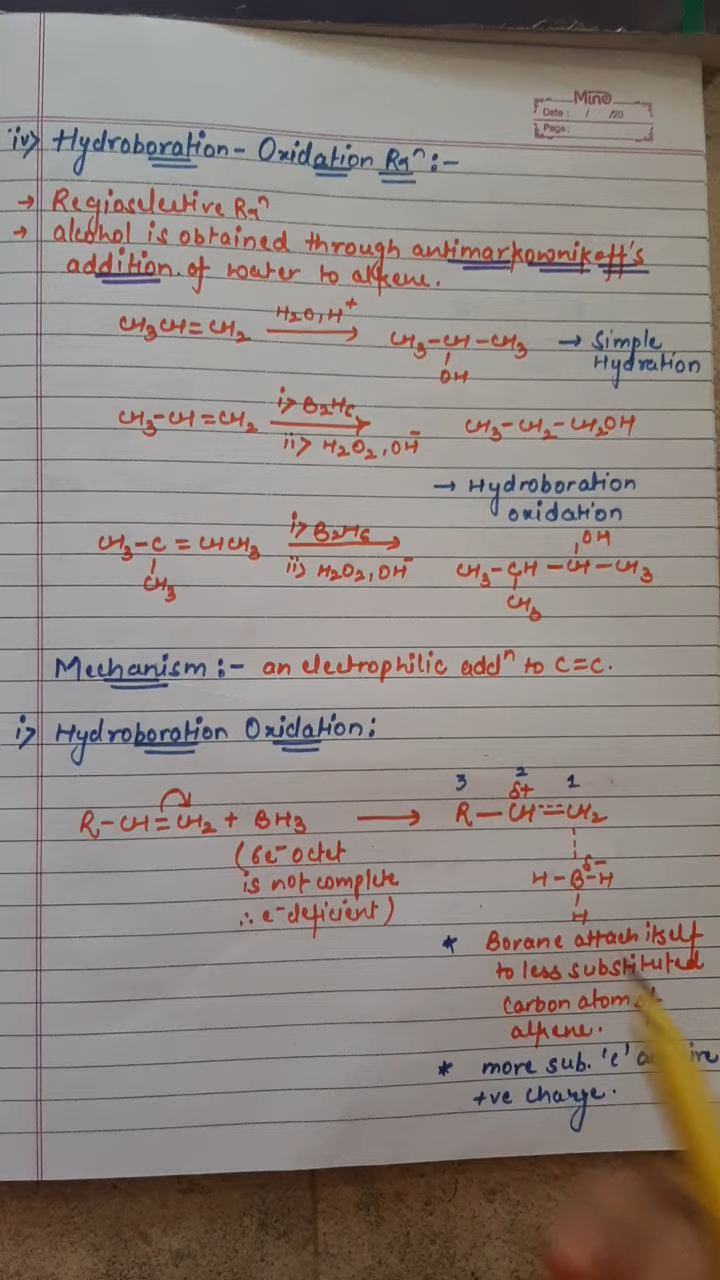 Mine
Date : / /20
Page:
iv) Hydroboration - Oxidation Rxⁿ :-
→ Regioselective Rxⁿ
→ alcohol is obtained through antimarkownikoff's
addition of water to alkene.
CH₃CH=CH₂ H₂O, H⁺ → CH₃-CH-CH₃ → Simple
OH Hydration
CH₃-CH=CH₂ i) B₂H₆ → CH₃-CH₂-CH₂OH
ii) H₂O₂, OH⁻
→ Hydroboration
oxidation
CH₃-C=CHCH₃ i) B₂H₆ → OH
CH₃ ii) H₂O₂, OH⁻ CH₃-CH-CH-CH₃
CH₃
Mechanism :- an electrophilic addⁿ to C=C.
i) Hydroboration Oxidation :
3 2 1
δ+
R-CH=CH₂ + BH₃ → R-CH=CH₂
(6e⁻ octet δ-
is not complete H-B-H
∴ e⁻deficient) H
* Borane attach itself
to less substituted
carbon atom
alkene.
* more sub. 'c'
+ve charge.